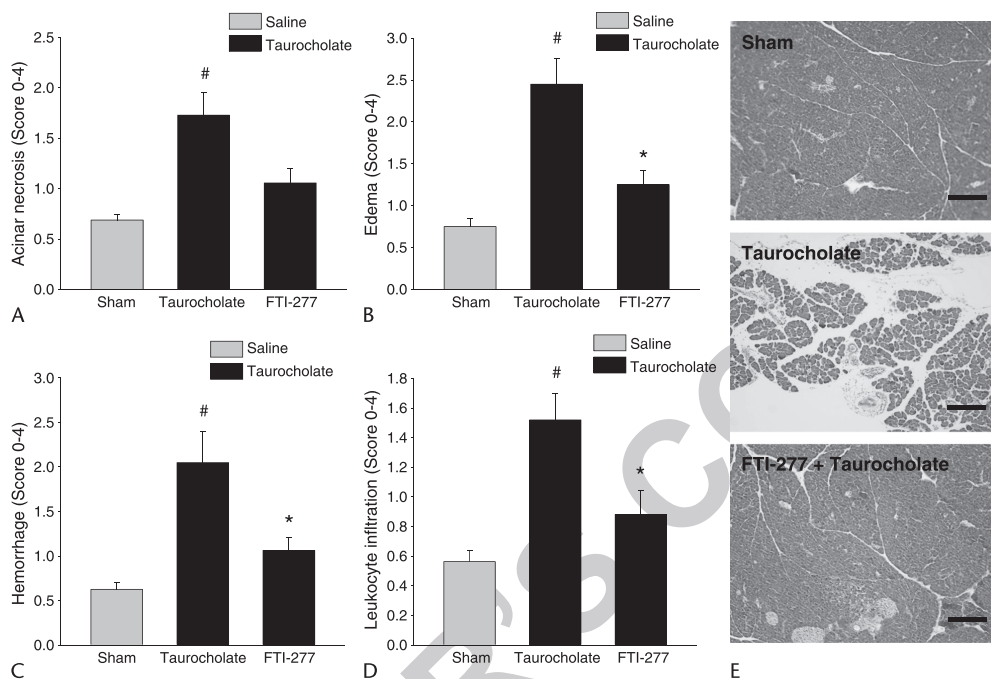 Saline
Taurocholate
Acinar necrosis (Score 0-4)
2.5
2.0
1.5
1.0
0.5
0.0
#
Sham
Taurocholate
FTI-277
A
Saline
Taurocholate
Edema (Score 0-4)
3.0
2.5
2.0
1.5
1.0
0.5
0.0
#
*
Sham
Taurocholate
FTI-277
B
Saline
Taurocholate
Hemorrhage (Score 0-4)
3.0
2.5
2.0
1.5
1.0
0.5
0.0
#
*
Sham
Taurocholate
FTI-277
C
Saline
Taurocholate
Leukocyte infiltration (Score 0-4)
1.8
1.6
1.4
1.2
1.0
0.8
0.6
0.4
0.2
0.0
#
*
Sham
Taurocholate
FTI-277
D
Sham
Taurocholate
FTI-277 + Taurocholate
E